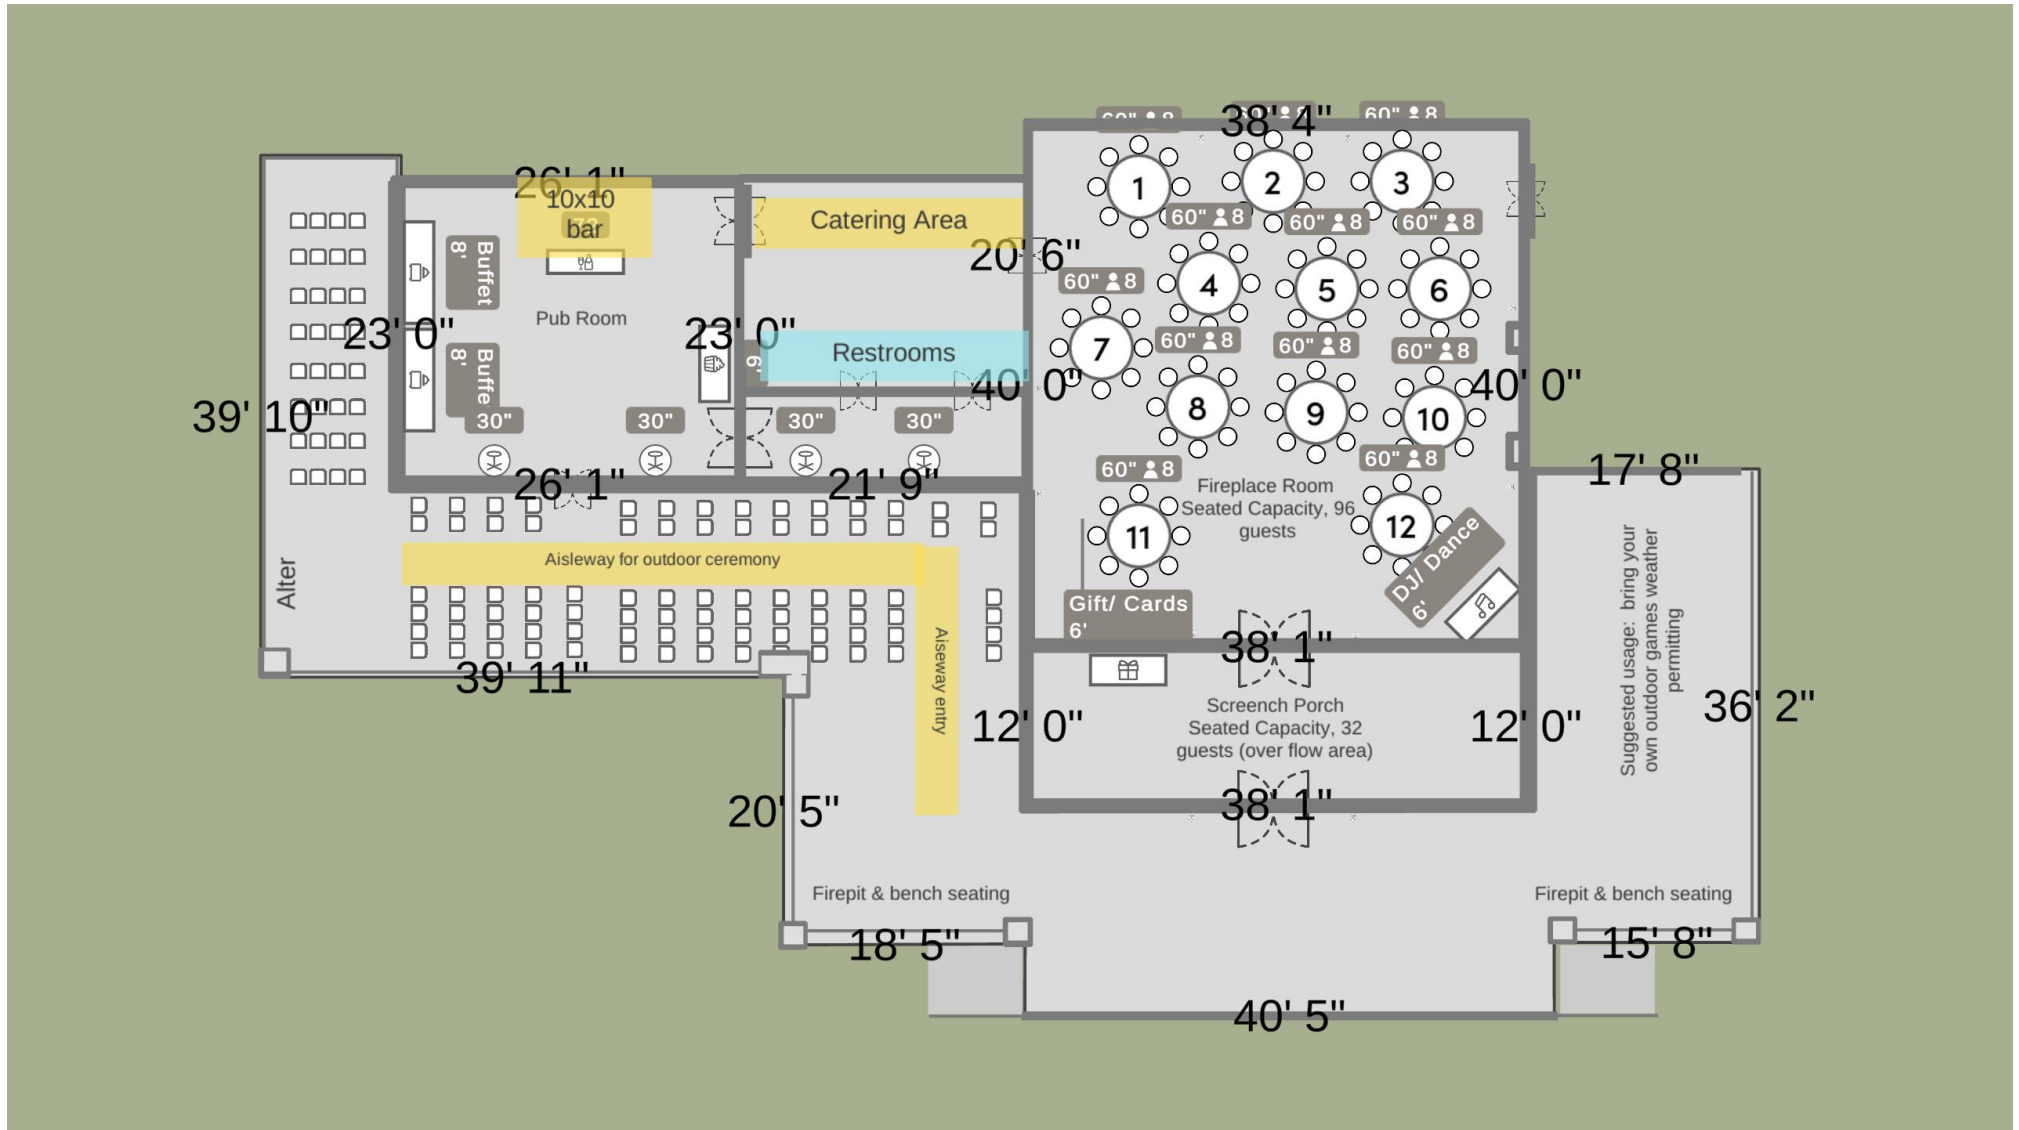 60" 8
38' 4"
60" 8
1
2
3
26' 1"
10x10
bar
Catering Area
60" 8
60" 8
60" 8
20' 6"
Buffet
8'
60" 8
4
5
6
Pub Room
23' 0"
23' 0"
Restrooms
7
60" 8
60" 8
60" 8
Buffe
8'
6'
40' 0"
40' 0"
39' 10"
30"
30"
30"
30"
8
9
10
60" 8
60" 8
17' 8"
26' 1"
21' 9"
Fireplace Room
Seated Capacity, 96
guests
11
12
DJ/ Dance
6'
Aisleway for outdoor ceremony
Alter
Gift/ Cards
6'
Suggested usage: bring your
own outdoor games weather
permitting
38' 1"
39' 11"
Aiseway entry
Screench Porch
Seated Capacity, 32
guests (over flow area)
12' 0"
12' 0"
36' 2"
20' 5"
38' 1"
Firepit & bench seating
Firepit & bench seating
18' 5"
15' 8"
40' 5"